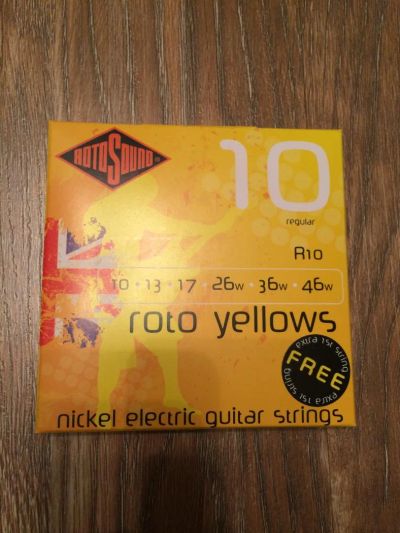 ROTOSOUND
10
regular
R10
10 • 13 • 17 • 26w • 36w • 46w
roto yellows
extra 1st string
FREE
extra 1st string
nickel electric guitar strings